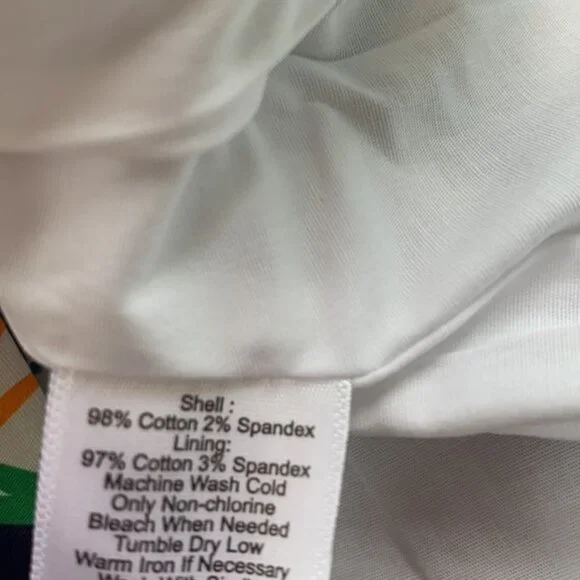 Shell :
98% Cotton 2% Spandex
Lining:
97% Cotton 3% Spandex
Machine Wash Cold
Only Non-chlorine
Bleach When Needed
Tumble Dry Low
Warm Iron If Necessary